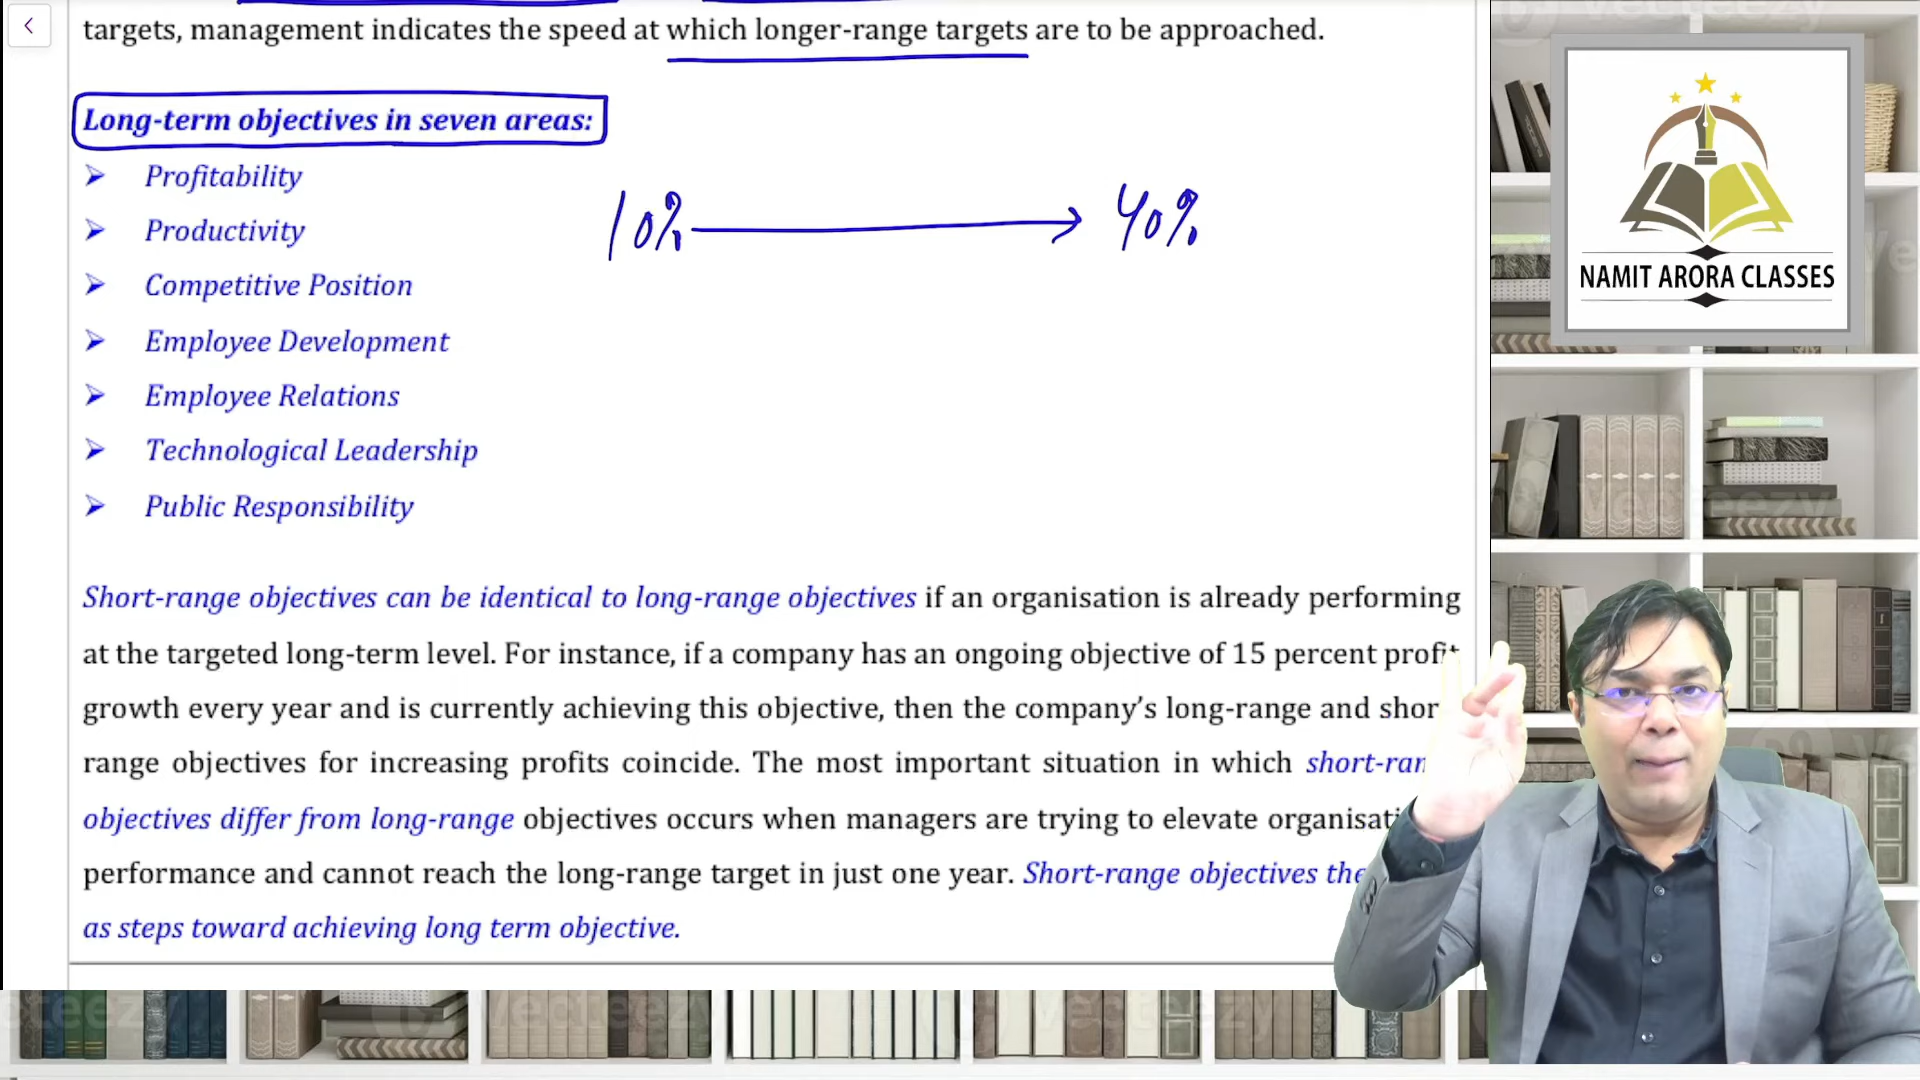 targets, management indicates the speed at which longer-range targets are to be approached.
Long-term objectives in seven areas:
➢ Profitability
➢ Productivity
➢ Competitive Position
➢ Employee Development
➢ Employee Relations
➢ Technological Leadership
➢ Public Responsibility
10% → 40%
Short-range objectives can be identical to long-range objectives if an organisation is already performing
at the targeted long-term level. For instance, if a company has an ongoing objective of 15 percent profit
growth every year and is currently achieving this objective, then the company's long-range and shor
range objectives for increasing profits coincide. The most important situation in which short-ran
objectives differ from long-range objectives occurs when managers are trying to elevate organisati
performance and cannot reach the long-range target in just one year. Short-range objectives the
as steps toward achieving long term objective.
NAMIT ARORA CLASSES